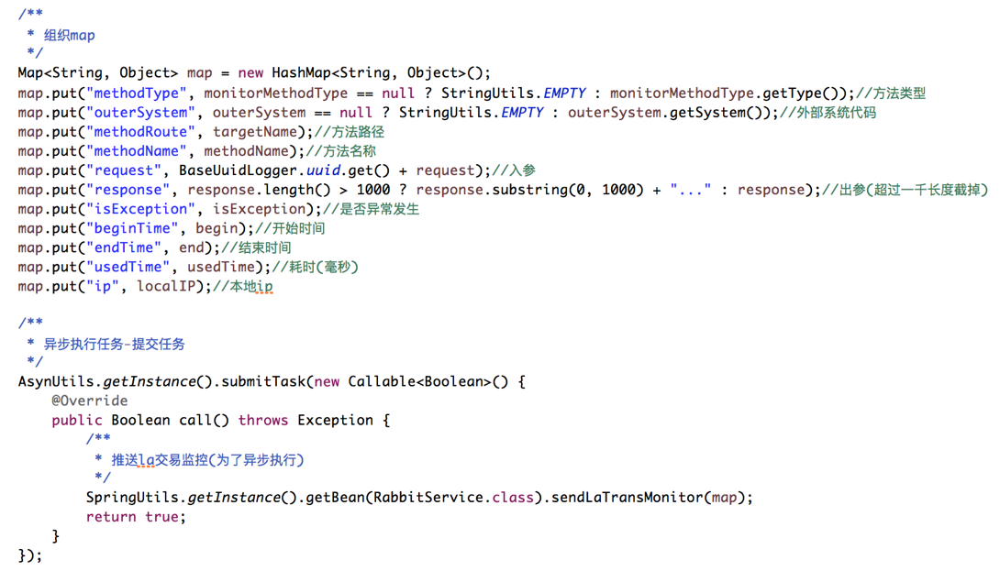 /**
 * 组织map
 */
Map<String, Object> map = new HashMap<String, Object>();
map.put("methodType", monitorMethodType == null ? StringUtils.EMPTY : monitorMethodType.getType());//方法类型
map.put("outerSystem", outerSystem == null ? StringUtils.EMPTY : outerSystem.getSystem());//外部系统代码
map.put("methodRoute", targetName);//方法路径
map.put("methodName", methodName);//方法名称
map.put("request", BaseUuidLogger.uuid.get() + request);//入参
map.put("response", response.length() > 1000 ? response.substring(0, 1000) + "..." : response);//出参(超过一千长度截掉)
map.put("isException", isException);//是否异常发生
map.put("beginTime", begin);//开始时间
map.put("endTime", end);//结束时间
map.put("usedTime", usedTime);//耗时(毫秒)
map.put("ip", localIP);//本地ip
/**
 * 异步执行任务-提交任务
 */
AsynUtils.getInstance().submitTask(new Callable<Boolean>() {
    @Override
    public Boolean call() throws Exception {
        /**
         * 推送la交易监控(为了异步执行)
         */
        SpringUtils.getInstance().getBean(RabbitService.class).sendLaTransMonitor(map);
        return true;
    }
});